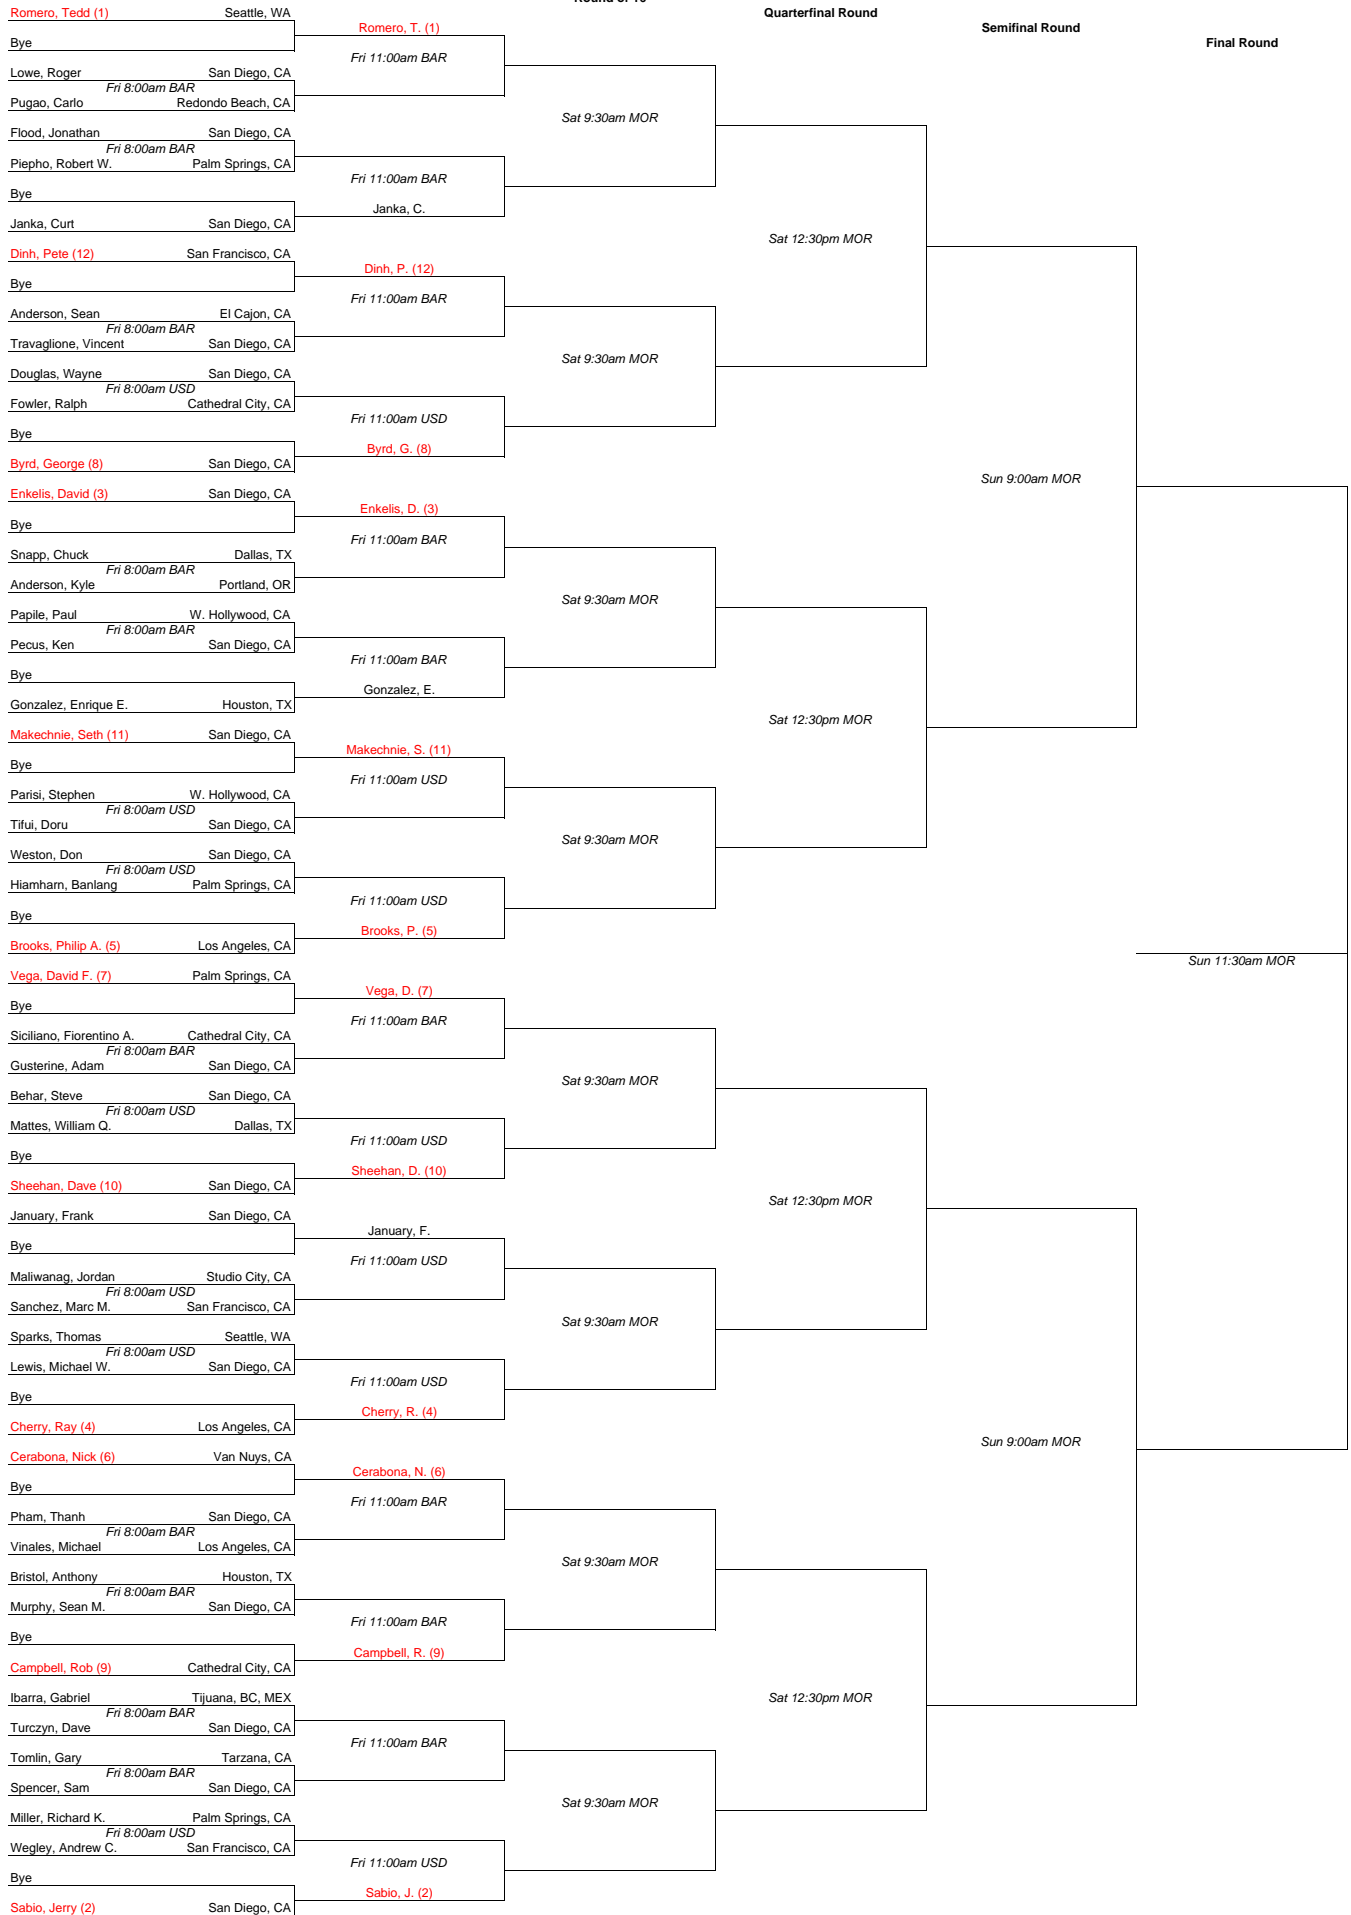 Quarterfinal Round
Semifinal Round
Final Round
Romero, Tedd (1) Seattle, WA
Romero, T. (1)
Bye
Fri 11:00am BAR
Lowe, Roger San Diego, CA
Fri 8:00am BAR
Pugao, Carlo Redondo Beach, CA
Sat 9:30am MOR
Flood, Jonathan San Diego, CA
Fri 8:00am BAR
Piepho, Robert W. Palm Springs, CA
Fri 11:00am BAR
Bye
Janka, C.
Janka, Curt San Diego, CA
Sat 12:30pm MOR
Dinh, Pete (12) San Francisco, CA
Dinh, P. (12)
Bye
Fri 11:00am BAR
Anderson, Sean El Cajon, CA
Fri 8:00am BAR
Travaglione, Vincent San Diego, CA
Sat 9:30am MOR
Douglas, Wayne San Diego, CA
Fri 8:00am USD
Fowler, Ralph Cathedral City, CA
Fri 11:00am USD
Bye
Byrd, G. (8)
Byrd, George (8) San Diego, CA
Sun 9:00am MOR
Enkelis, David (3) San Diego, CA
Enkelis, D. (3)
Bye
Fri 11:00am BAR
Snapp, Chuck Dallas, TX
Fri 8:00am BAR
Anderson, Kyle Portland, OR
Sat 9:30am MOR
Papile, Paul W. Hollywood, CA
Fri 8:00am BAR
Pecus, Ken San Diego, CA
Fri 11:00am BAR
Bye
Gonzalez, E.
Gonzalez, Enrique E. Houston, TX
Sat 12:30pm MOR
Makechnie, Seth (11) San Diego, CA
Makechnie, S. (11)
Bye
Fri 11:00am USD
Parisi, Stephen W. Hollywood, CA
Fri 8:00am USD
Tifui, Doru San Diego, CA
Sat 9:30am MOR
Weston, Don San Diego, CA
Fri 8:00am USD
Hiamharn, Banlang Palm Springs, CA
Fri 11:00am USD
Bye
Brooks, P. (5)
Brooks, Philip A. (5) Los Angeles, CA
Sun 11:30am MOR
Vega, David F. (7) Palm Springs, CA
Vega, D. (7)
Bye
Fri 11:00am BAR
Siciliano, Fiorentino A. Cathedral City, CA
Fri 8:00am BAR
Gusterine, Adam San Diego, CA
Sat 9:30am MOR
Behar, Steve San Diego, CA
Fri 8:00am USD
Mattes, William Q. Dallas, TX
Fri 11:00am USD
Bye
Sheehan, D. (10)
Sheehan, Dave (10) San Diego, CA
Sat 12:30pm MOR
January, Frank San Diego, CA
January, F.
Bye
Fri 11:00am USD
Maliwanag, Jordan Studio City, CA
Fri 8:00am USD
Sanchez, Marc M. San Francisco, CA
Sat 9:30am MOR
Sparks, Thomas Seattle, WA
Fri 8:00am USD
Lewis, Michael W. San Diego, CA
Fri 11:00am USD
Bye
Cherry, R. (4)
Cherry, Ray (4) Los Angeles, CA
Sun 9:00am MOR
Cerabona, Nick (6) Van Nuys, CA
Cerabona, N. (6)
Bye
Fri 11:00am BAR
Pham, Thanh San Diego, CA
Fri 8:00am BAR
Vinales, Michael Los Angeles, CA
Sat 9:30am MOR
Bristol, Anthony Houston, TX
Fri 8:00am BAR
Murphy, Sean M. San Diego, CA
Fri 11:00am BAR
Bye
Campbell, R. (9)
Campbell, Rob (9) Cathedral City, CA
Sat 12:30pm MOR
Ibarra, Gabriel Tijuana, BC, MEX
Fri 8:00am BAR
Turczyn, Dave San Diego, CA
Fri 11:00am BAR
Tomlin, Gary Tarzana, CA
Fri 8:00am BAR
Spencer, Sam San Diego, CA
Sat 9:30am MOR
Miller, Richard K. Palm Springs, CA
Fri 8:00am USD
Wegley, Andrew C. San Francisco, CA
Fri 11:00am USD
Bye
Sabio, J. (2)
Sabio, Jerry (2) San Diego, CA